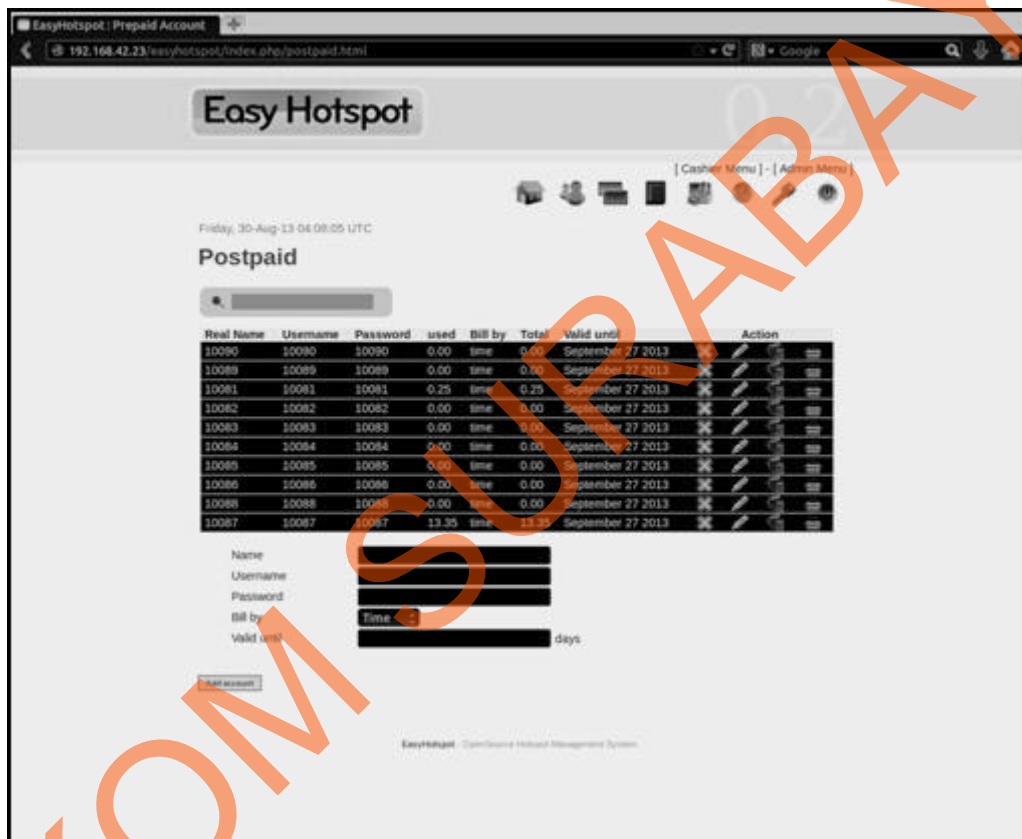 EasyHotspot | Prepaid Account
192.168.42.23/easyhotspot/index.php/postpaid.html
Google
Easy Hotspot
0.2
[ Cashier Menu ] - [ Admin Menu ]
Friday, 30-Aug-13 04:08:05 UTC
Postpaid
Real Name Username Password used Bill by Total Valid until Action
10090 10090 10090 0.00 time 0.00 September 27 2013
10089 10089 10089 0.00 time 0.00 September 27 2013
10081 10081 10081 0.25 time 0.25 September 27 2013
10082 10082 10082 0.00 time 0.00 September 27 2013
10083 10083 10083 0.00 time 0.00 September 27 2013
10084 10084 10084 0.00 time 0.00 September 27 2013
10085 10085 10085 0.00 time 0.00 September 27 2013
10086 10086 10086 0.00 time 0.00 September 27 2013
10088 10088 10088 0.00 time 0.00 September 27 2013
10087 10087 10087 13.35 time 13.35 September 27 2013
Name
Username
Password
Bill by Time
Valid until days
Add account
EasyHotspot - OpenSource Hotspot Management System
KOM SURABAYA